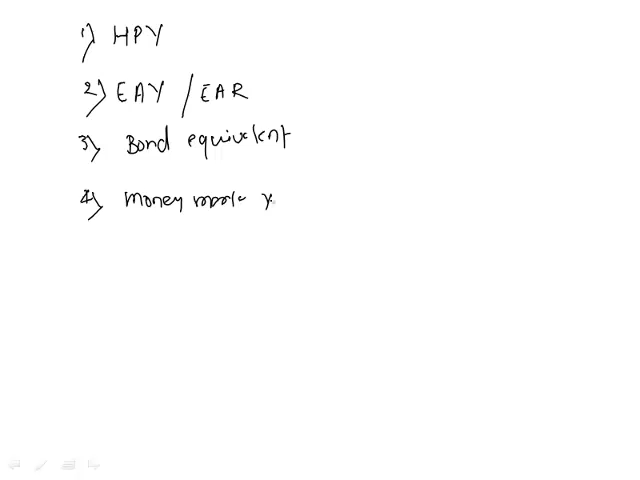 1) HPY
2) EAY / EAR
3) Bond equivalent
4) Money